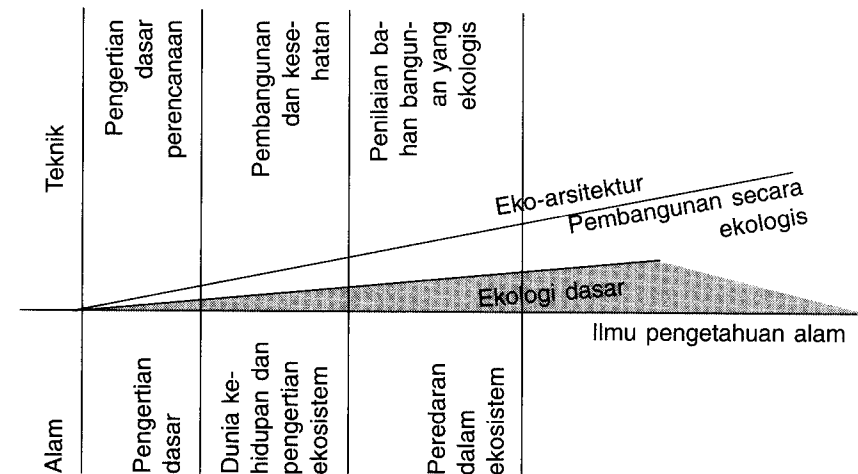 Teknik
Pengertian
dasar
perencanaan
Pembangunan
dan kese-
hatan
Penilaian ba-
han bangun-
an yang
ekologis
Eko-arsitektur
Pembangunan secara
ekologis
Ekologi dasar
Ilmu pengetahuan alam
Alam
Pengertian
dasar
Dunia ke-
hidupan dan
pengertian
ekosistem
Peredaran
dalam
ekosistem